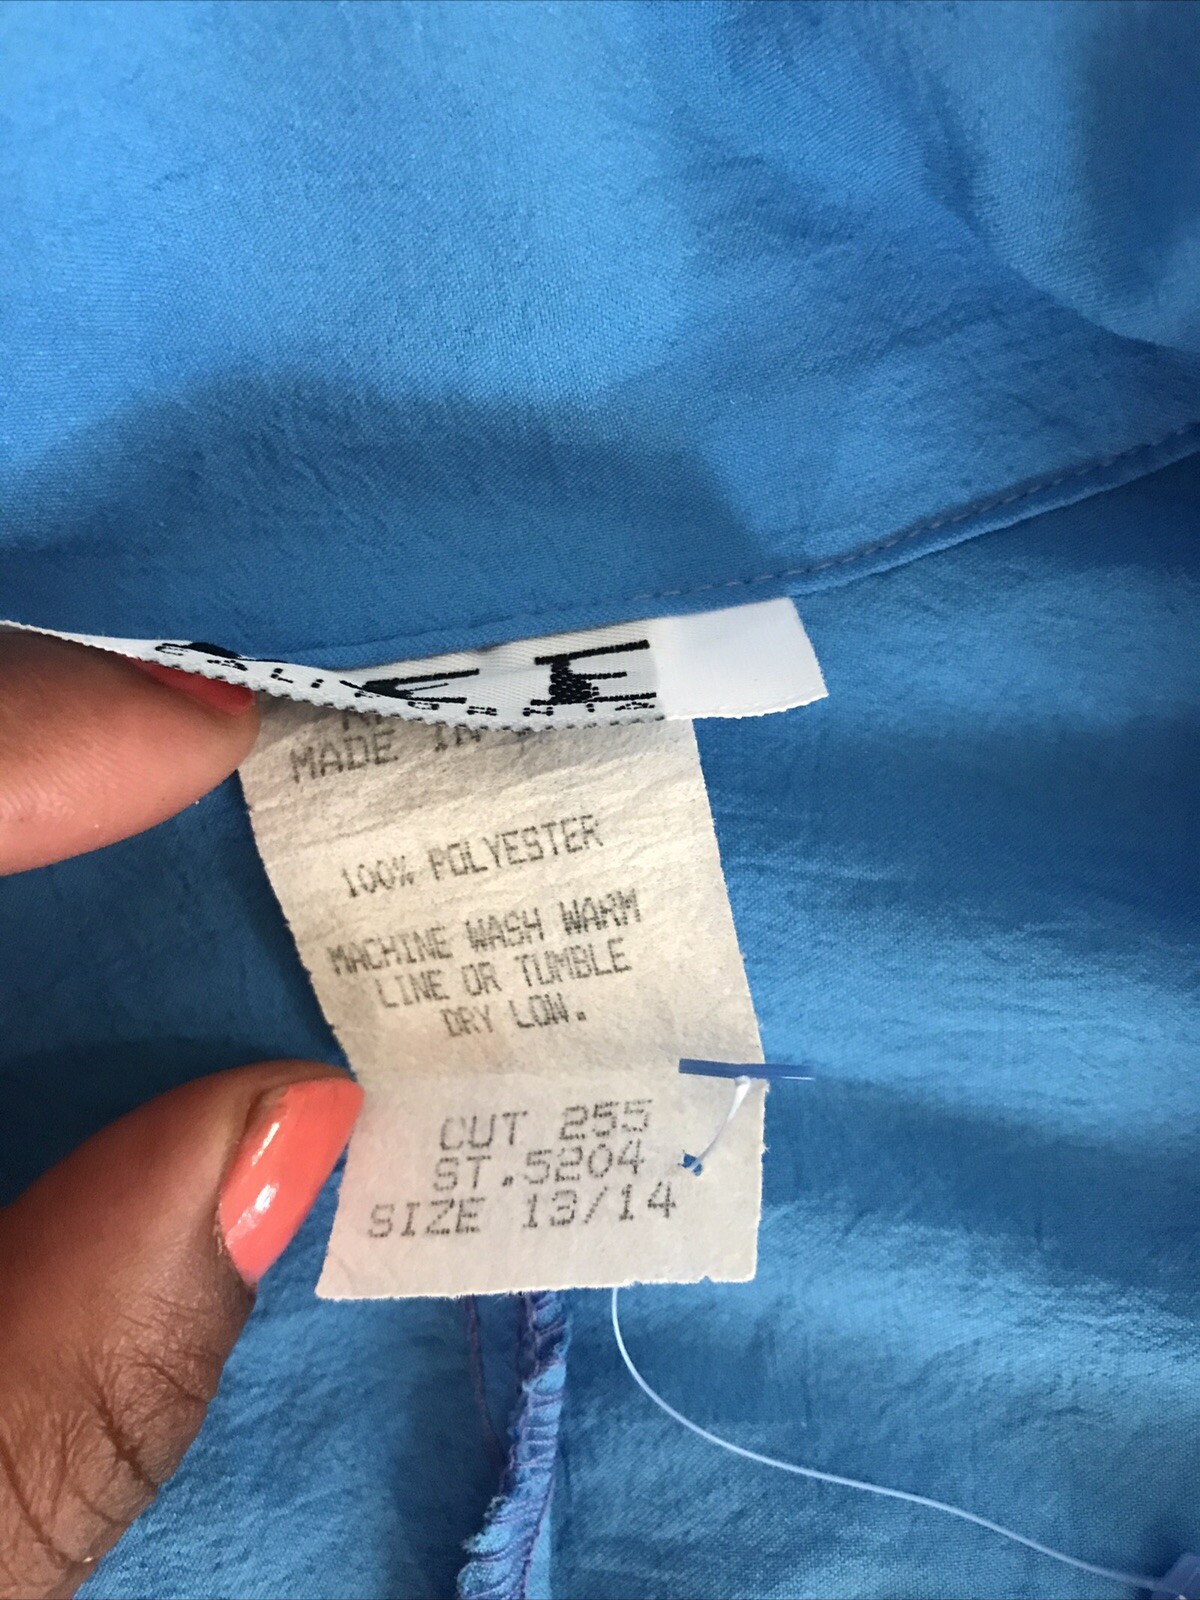 MADE IN
100% POLYESTER
MACHINE WASH WARM
LINE OR TUMBLE
DRY LOW.
CUT 255
ST.5204
SIZE 13/14